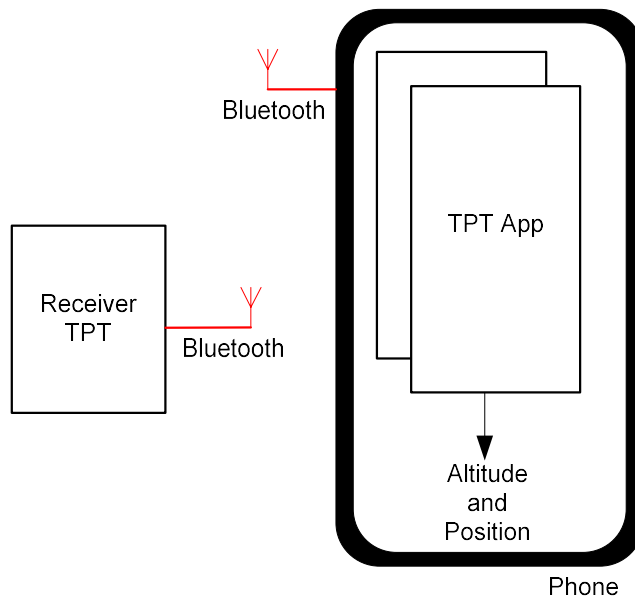 Bluetooth
TPT App
Receiver
TPT
Bluetooth
Altitude
and
Position
Phone